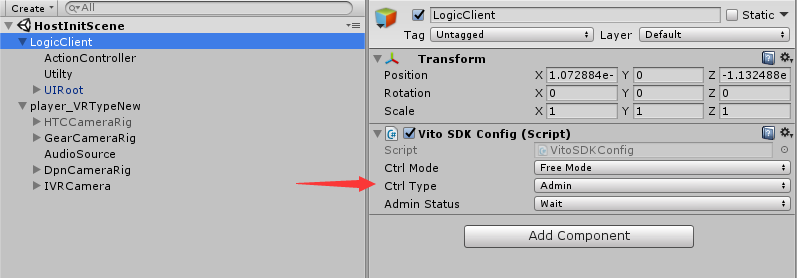 Create
All
HostInitScene
LogicClient
ActionController
Utilty
UIRoot
player_VRTypeNew
HTCCameraRig
GearCameraRig
AudioSource
DpnCameraRig
IVRCamera
LogicClient Static
Tag Untagged Layer Default
Transform
Position X 1.072884e- Y 0 Z -1.132488e
Rotation X 0 Y 0 Z 0
Scale X 1 Y 1 Z 1
Vito SDK Config (Script)
Script VitoSDKConfig
Ctrl Mode Free Mode
Ctrl Type Admin
Admin Status Wait
Add Component